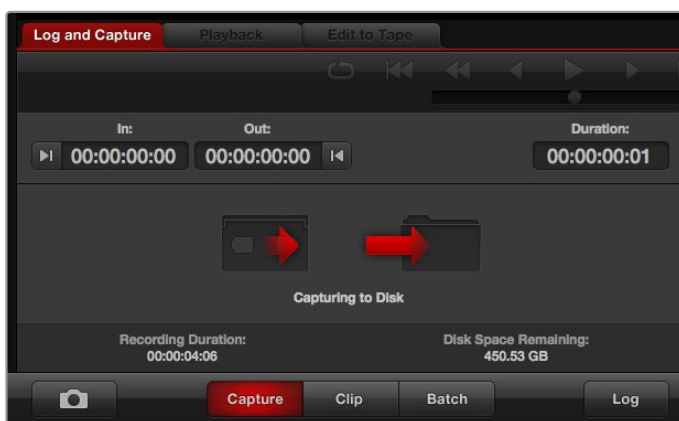 Log and Capture Playback Edit to Tape
In: Out: Duration:
00:00:00:00 00:00:00:00 00:00:00:01
Capturing to Disk
Recording Duration: Disk Space Remaining:
00:00:04:06 450.53 GB
Capture Clip Batch Log